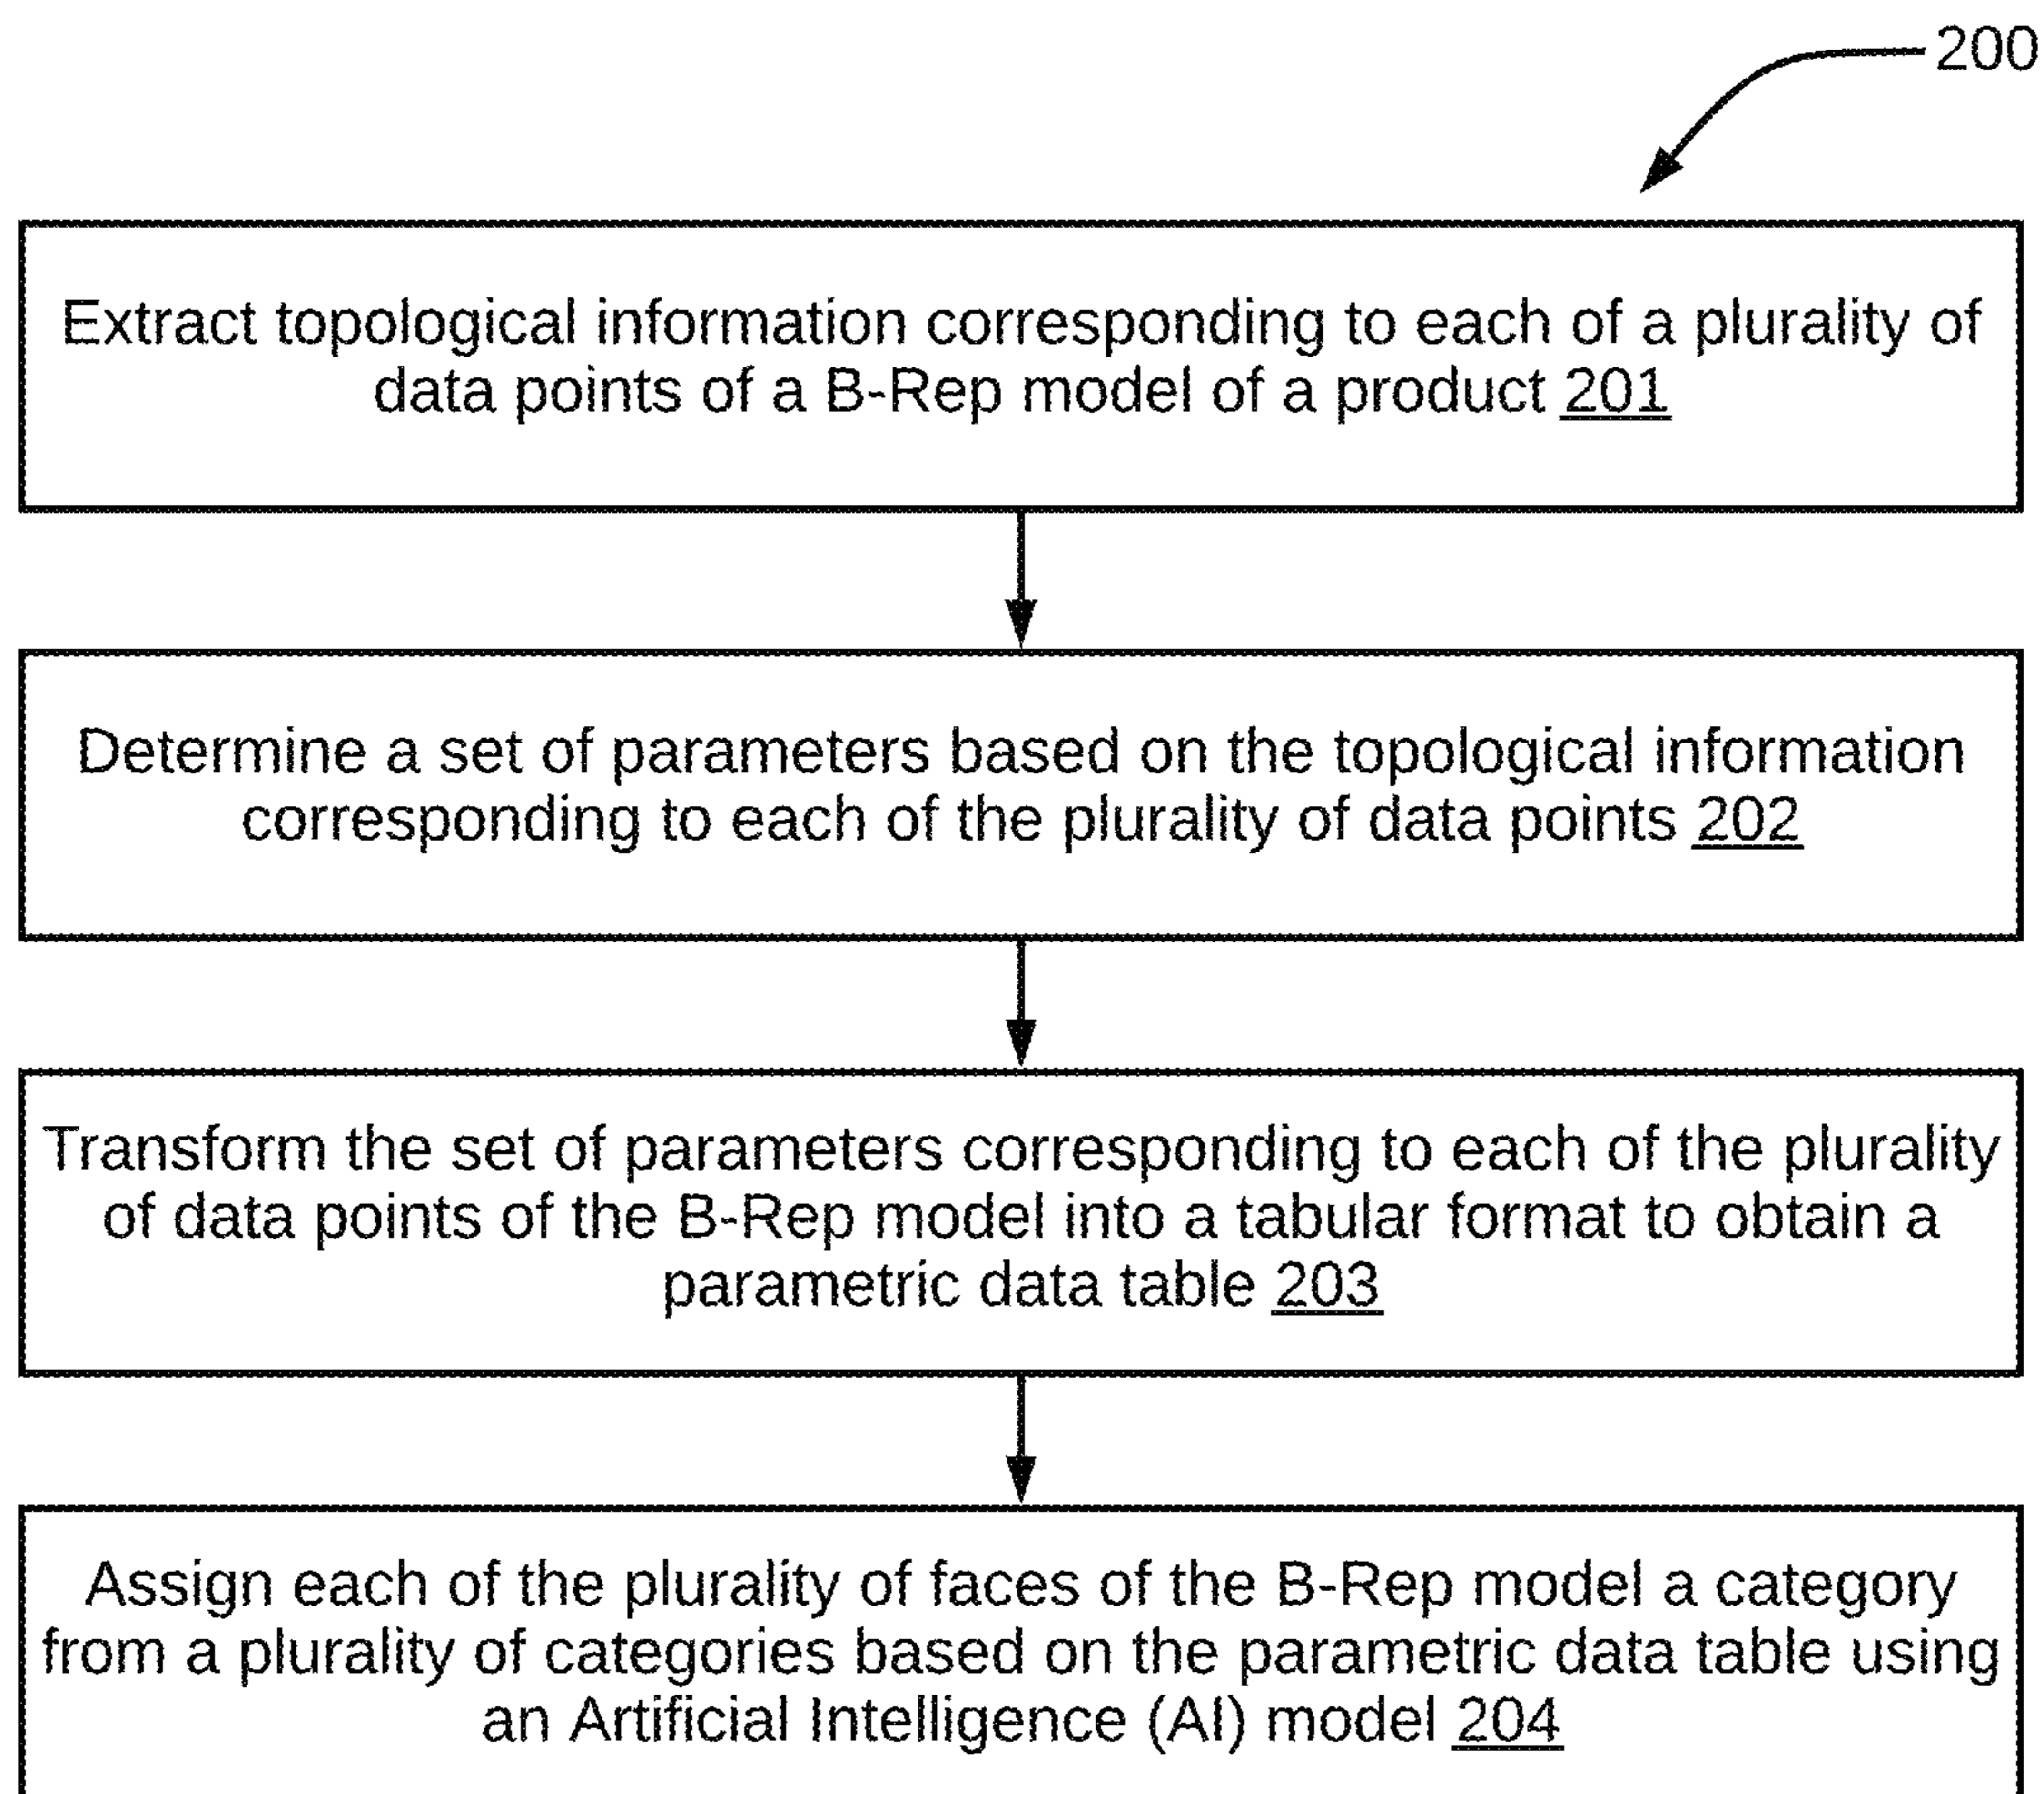 200
Extract topological information corresponding to each of a plurality of
data points of a B-Rep model of a product 201
Determine a set of parameters based on the topological information
corresponding to each of the plurality of data points 202
Transform the set of parameters corresponding to each of the plurality
of data points of the B-Rep model into a tabular format to obtain a
parametric data table 203
Assign each of the plurality of faces of the B-Rep model a category
from a plurality of categories based on the parametric data table using
an Artificial Intelligence (AI) model 204